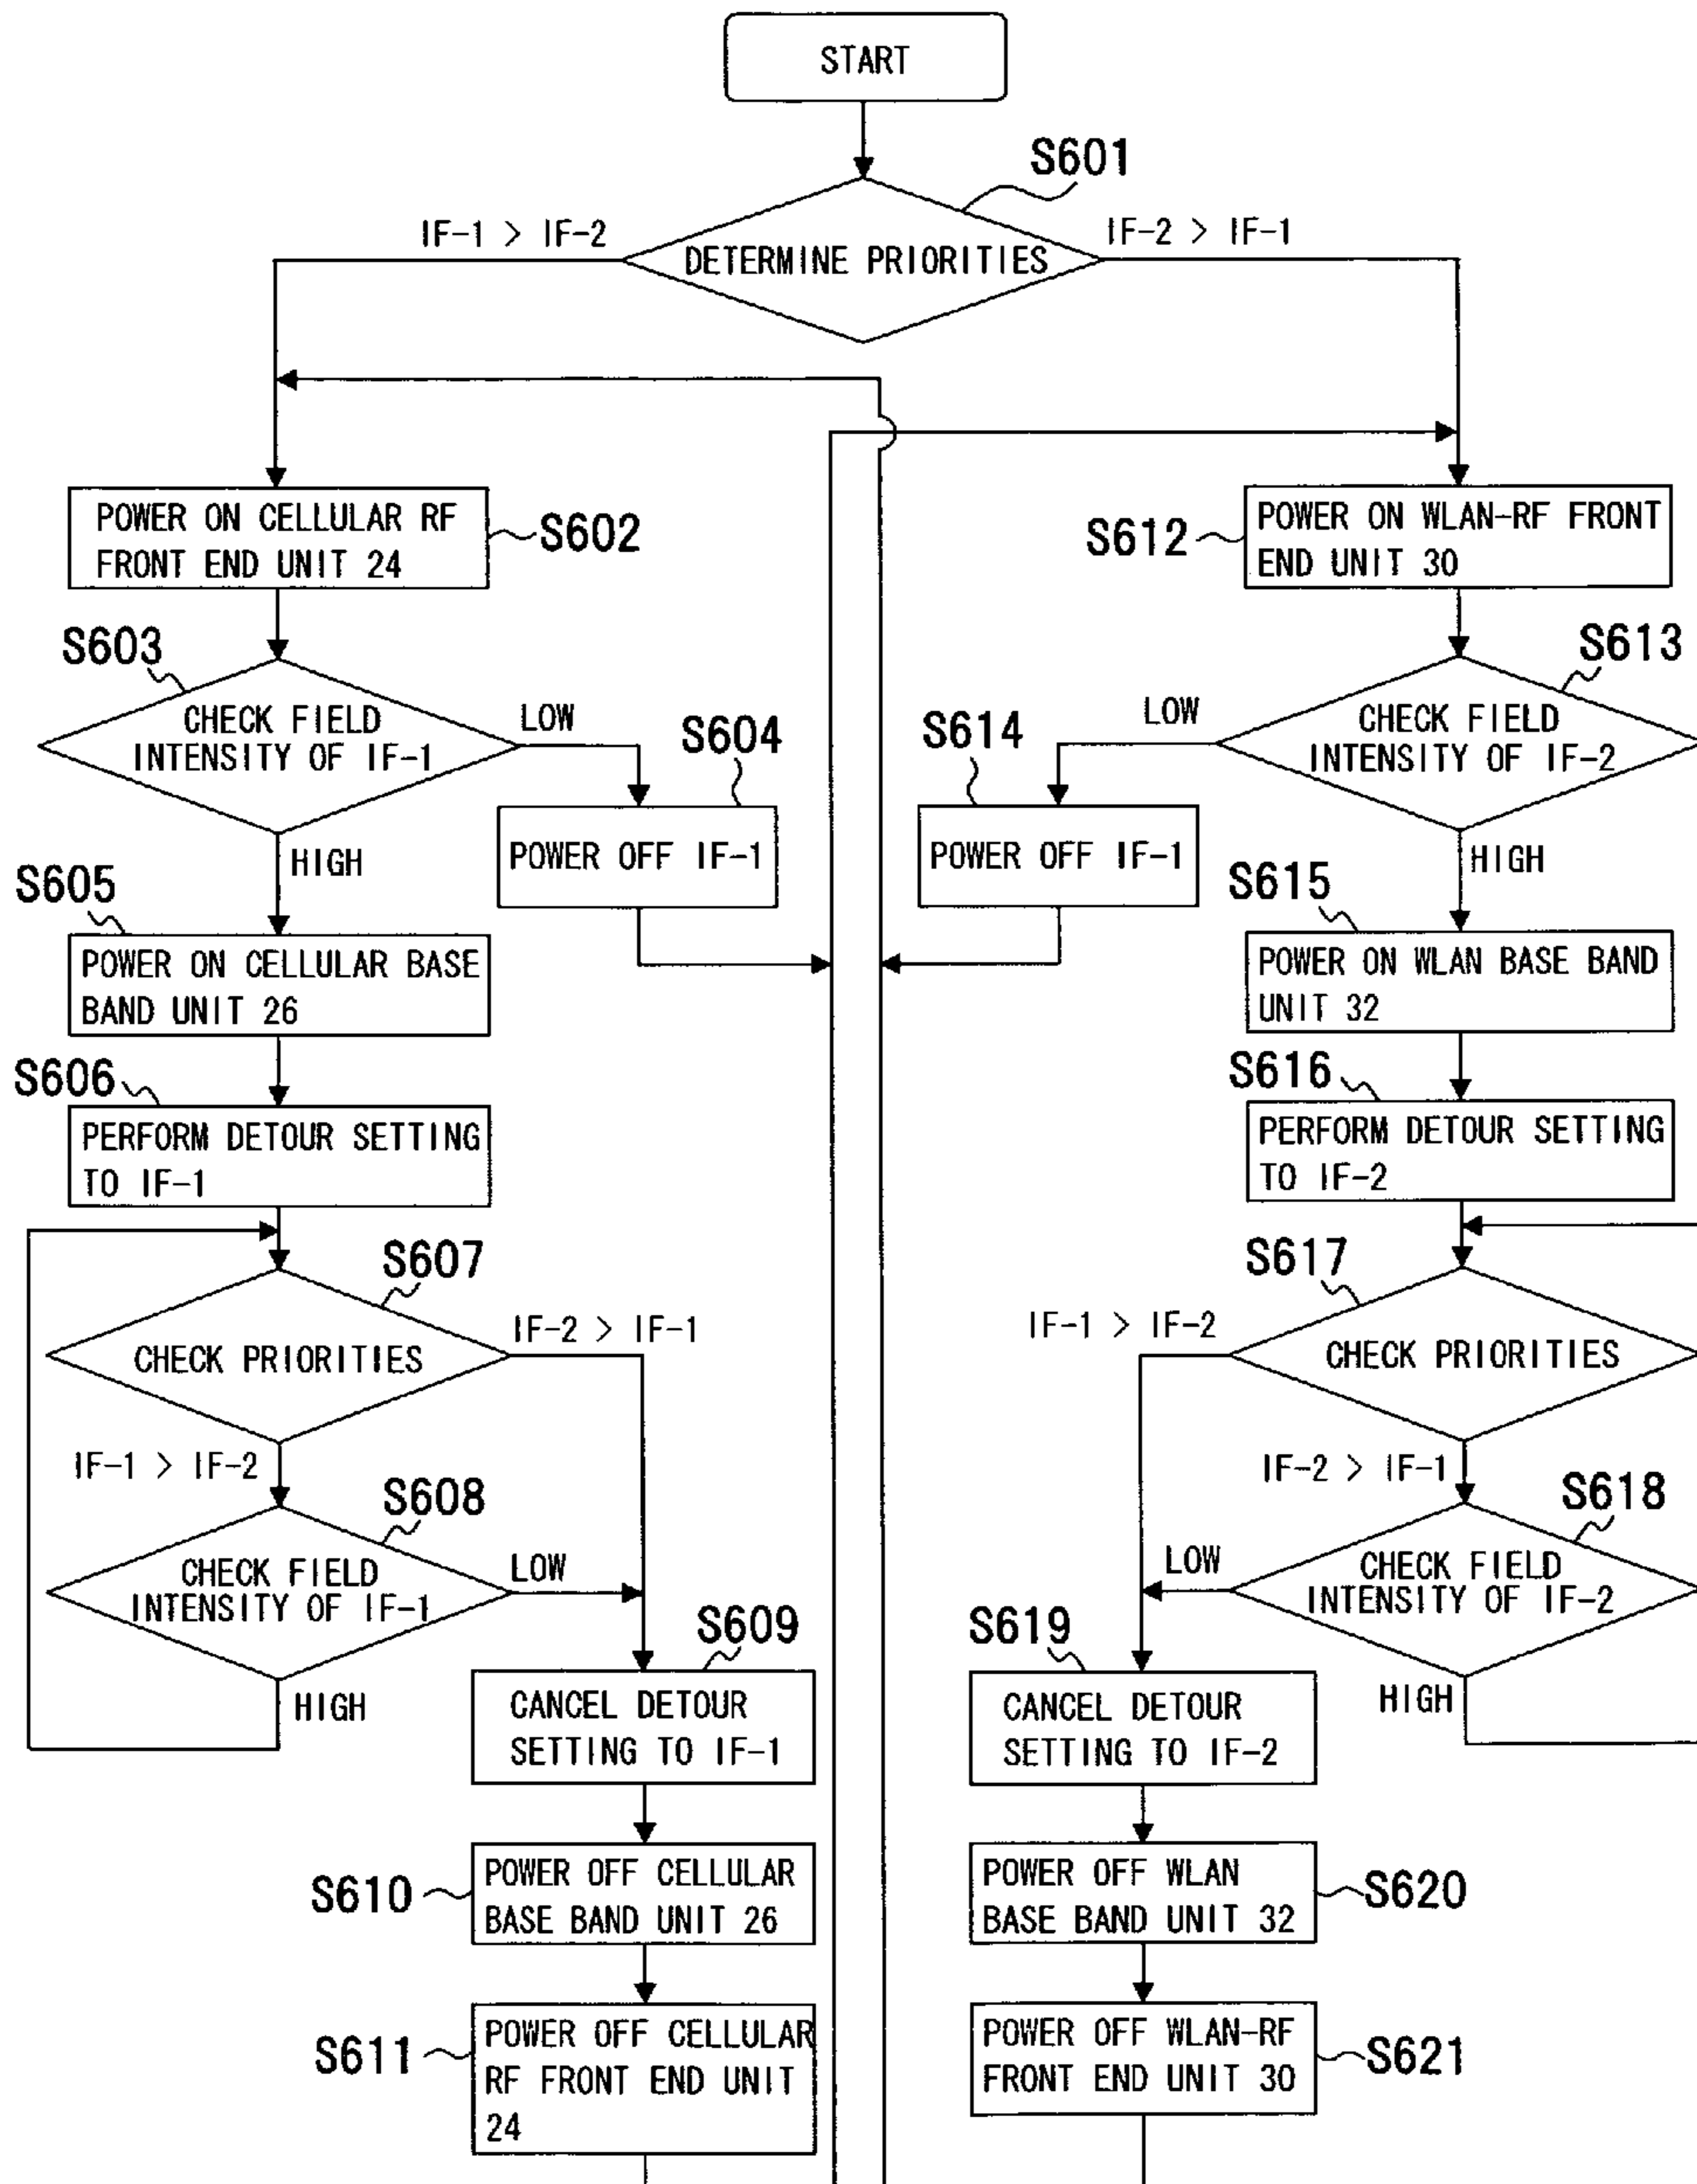 START
S601
IF-1 > IF-2
IF-2 > IF-1
DETERMINE PRIORITIES
POWER ON CELLULAR RF
FRONT END UNIT 24
S602
S603
CHECK FIELD
INTENSITY OF IF-1
LOW
HIGH
S604
POWER OFF IF-1
S605
POWER ON CELLULAR BASE
BAND UNIT 26
S606
PERFORM DETOUR SETTING
TO IF-1
S607
CHECK PRIORITIES
IF-2 > IF-1
IF-1 > IF-2
S608
CHECK FIELD
INTENSITY OF IF-1
LOW
HIGH
S609
CANCEL DETOUR
SETTING TO IF-1
S610
POWER OFF CELLULAR
BASE BAND UNIT 26
S611
POWER OFF CELLULAR
RF FRONT END UNIT
24
S612
POWER ON WLAN-RF FRONT
END UNIT 30
S613
CHECK FIELD
INTENSITY OF IF-2
LOW
HIGH
S614
POWER OFF IF-1
S615
POWER ON WLAN BASE BAND
UNIT 32
S616
PERFORM DETOUR SETTING
TO IF-2
S617
CHECK PRIORITIES
IF-1 > IF-2
IF-2 > IF-1
S618
CHECK FIELD
INTENSITY OF IF-2
LOW
HIGH
S619
CANCEL DETOUR
SETTING TO IF-2
POWER OFF WLAN
BASE BAND UNIT 32
S620
POWER OFF WLAN-RF
FRONT END UNIT 30
S621